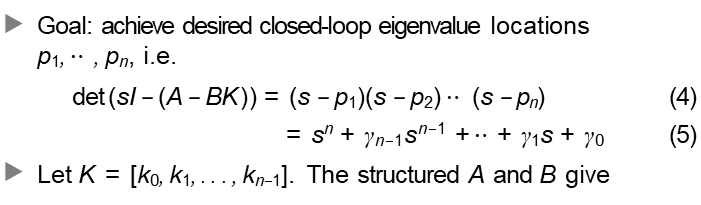 ▶ Goal: achieve desired closed-loop eigenvalue locations
p₁, ·· , pₙ, i.e.
det (sI − (A − BK)) = (s − p₁)(s − p₂) ·· (s − pₙ) (4)
= sⁿ + γₙ₋₁sⁿ⁻¹ + ·· + γ₁s + γ₀ (5)
▶ Let K = [k₀, k₁, . . . , kₙ₋₁]. The structured A and B give